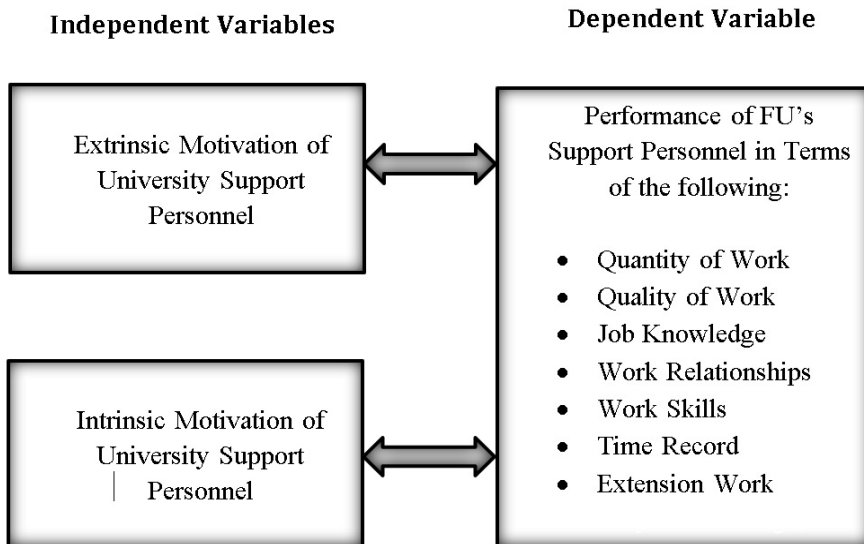 Independent Variables
Extrinsic Motivation of
University Support
Personnel
Intrinsic Motivation of
University Support
Personnel
Dependent Variable
Performance of FU’s
Support Personnel in Terms
of the following:
• Quantity of Work
• Quality of Work
• Job Knowledge
• Work Relationships
• Work Skills
• Time Record
• Extension Work